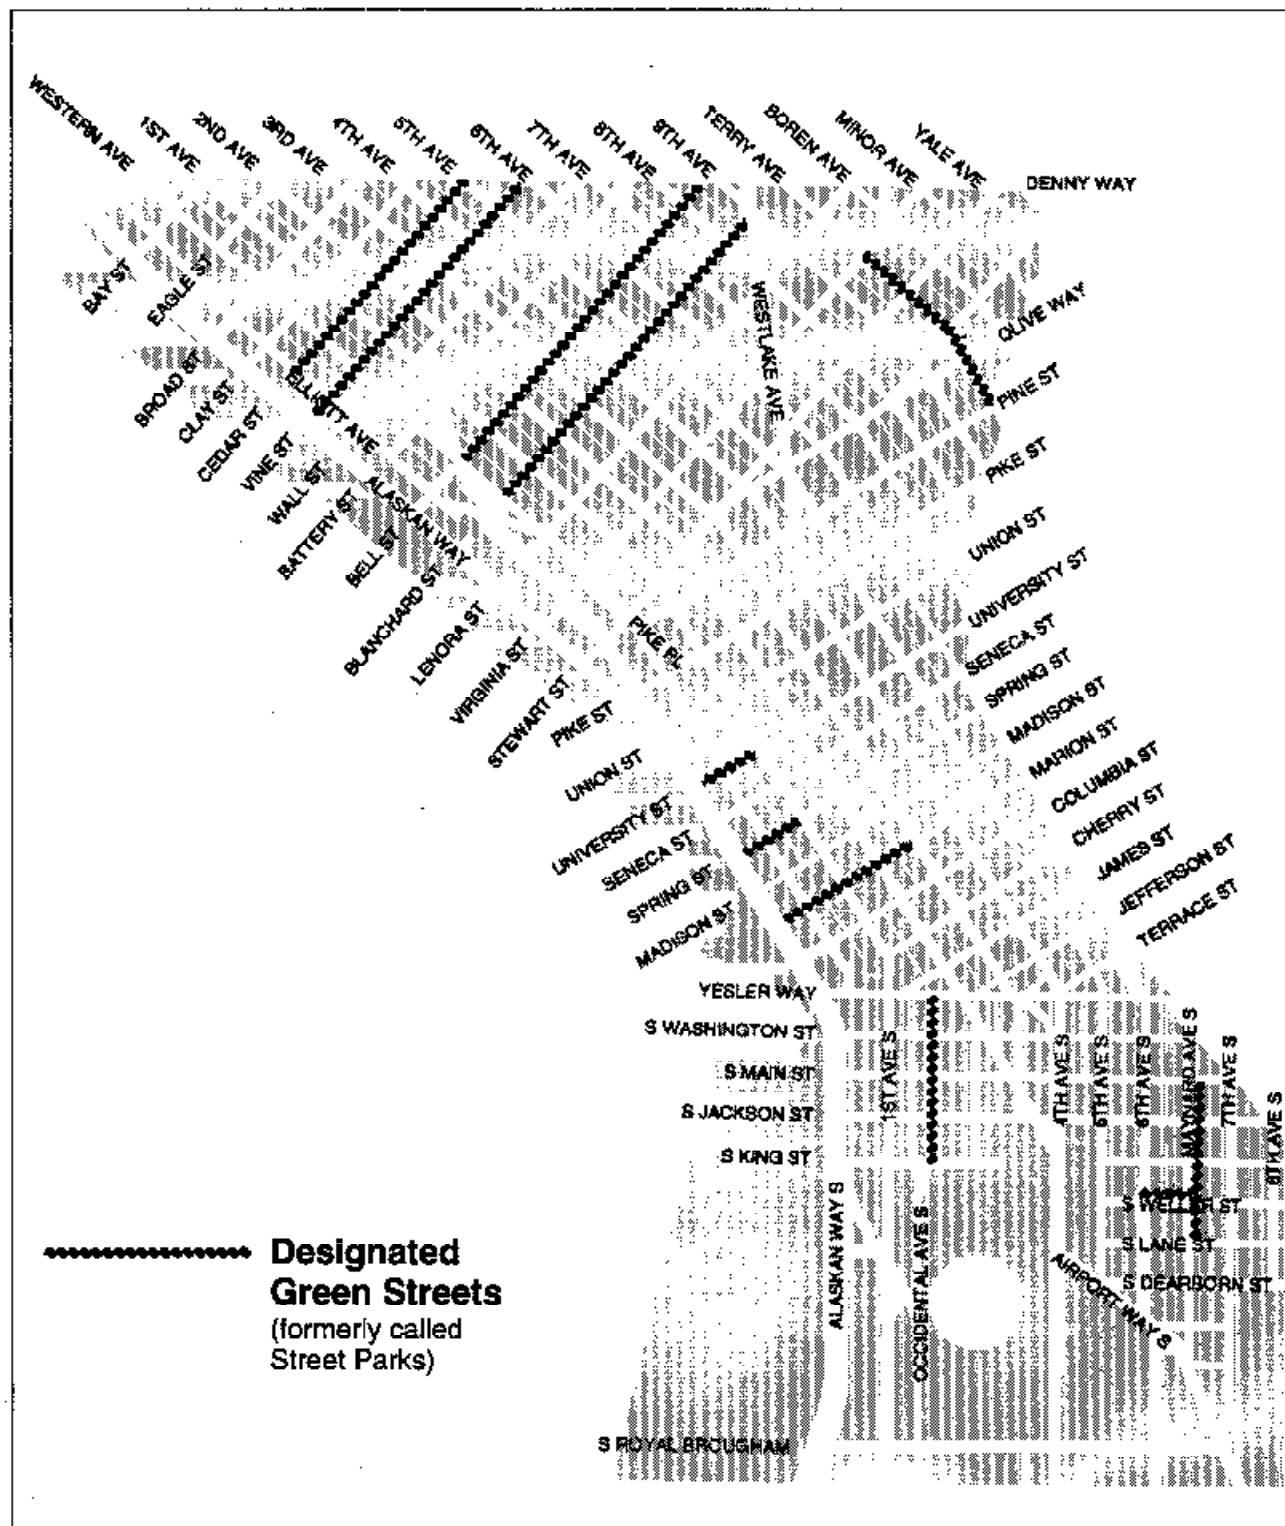 WESTERN AVE
1ST AVE
2ND AVE
3RD AVE
4TH AVE
5TH AVE
6TH AVE
7TH AVE
8TH AVE
9TH AVE
TERRY AVE
BOREN AVE
MINOR AVE
YALE AVE
DENNY WAY
BAY ST
EAGLE ST
BROAD ST
CLAY ST
CEDAR ST
VINE ST
WALL ST
BATTERY ST
BELL ST
BLANCHARD ST
LENORA ST
VIRGINIA ST
STEWART ST
PIKE ST
UNION ST
UNIVERSITY ST
SENECA ST
SPRING ST
MADISON ST
ELLIOTT AVE
ALASKAN WAY
PIKE PL
WESTLAKE AVE
OLIVE WAY
PINE ST
PIKE ST
UNION ST
UNIVERSITY ST
SENECA ST
SPRING ST
MADISON ST
MARION ST
COLUMBIA ST
CHERRY ST
JAMES ST
JEFFERSON ST
TERRACE ST
YESLER WAY
S WASHINGTON ST
S MAIN ST
S JACKSON ST
S KING ST
1ST AVE S
4TH AVE S
5TH AVE S
6TH AVE S
MAYNARD AVE S
7TH AVE S
8TH AVE S
ALASKAN WAY S
OCCIDENTAL AVE S
S WELLER ST
S LANE ST
S DEARBORN ST
AIRPORT WAY S
S ROYAL BROUGHAM
Designated
Green Streets
(formerly called
Street Parks)